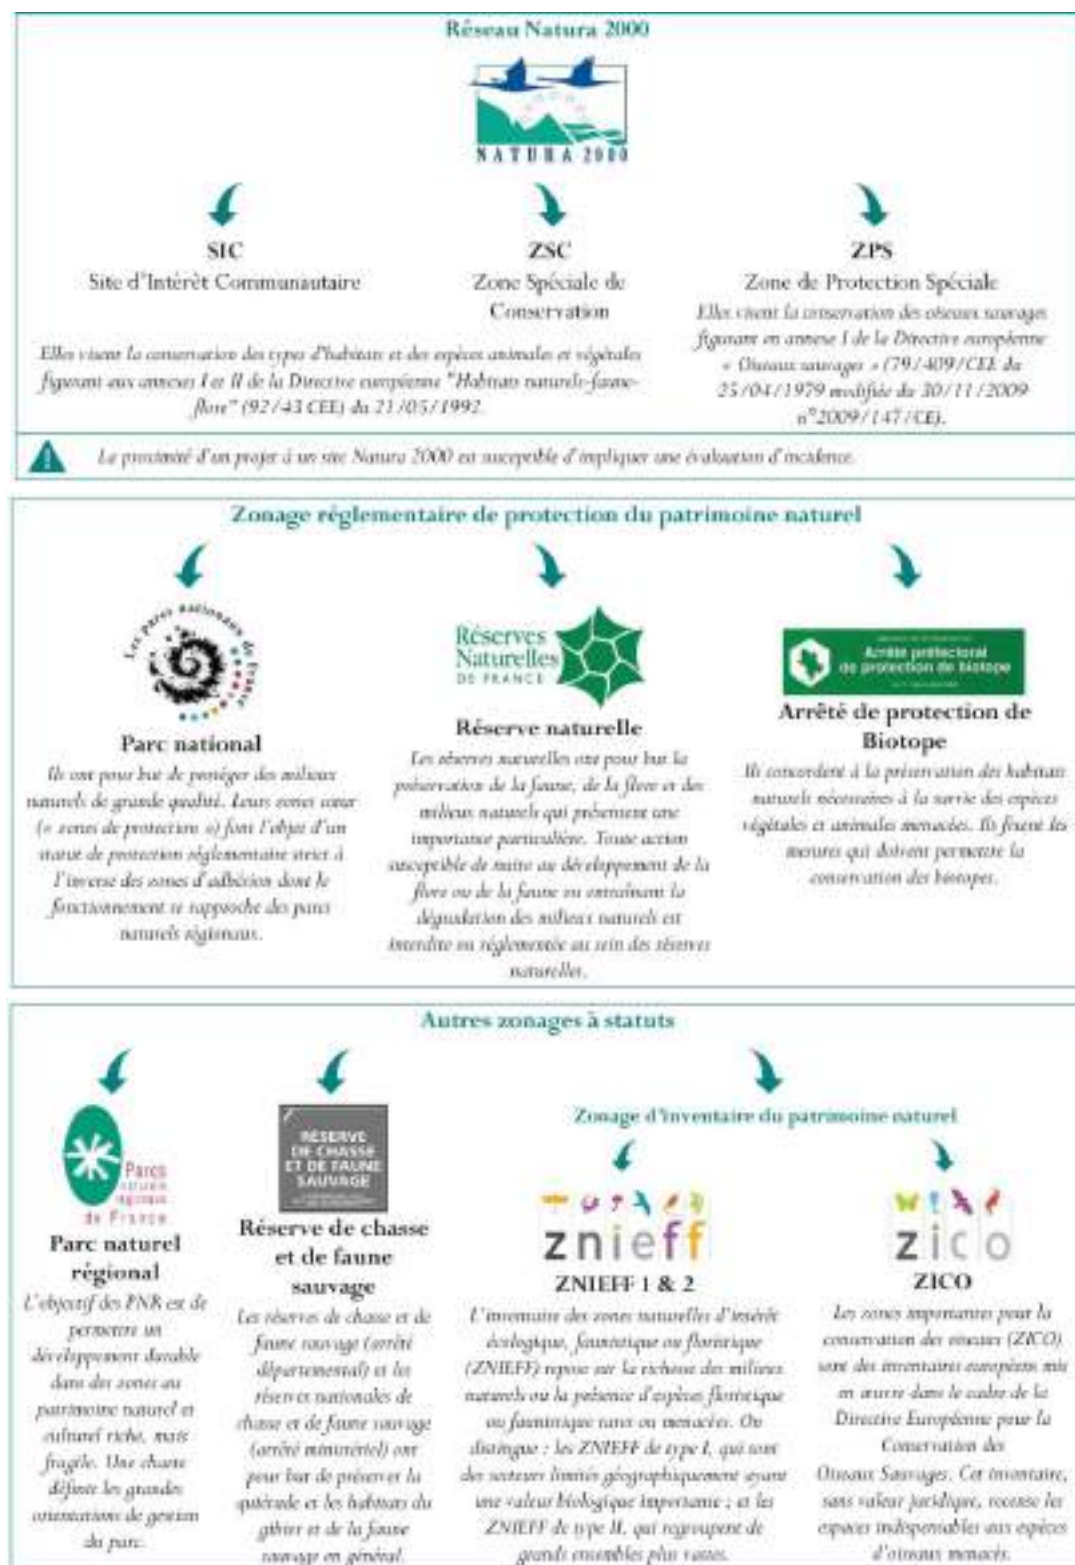 Réseau Natura 2000
NATURA 2000
SIC
Site d'Intérêt Communautaire
ZSC
Zone Spéciale de
Conservation
Elles visent la conservation des types d'habitats et des espèces animales et végétales
figurant aux annexes I et II de la Directive européenne "Habitats naturels-faune-
flore" (92/43 CEE) du 21/05/1992.
ZPS
Zone de Protection Spéciale
Elles visent la conservation des oiseaux sauvages
figurant en annexe I de la Directive européenne
« Oiseaux sauvages » (79/409/CEE du
25/04/1979 modifiée du 30/11/2009
n°2009/147/CE).
La proximité d'un projet à un site Natura 2000 est susceptible d'impliquer une évaluation d'incidence.
Zonage réglementaire de protection du patrimoine naturel
Les parcs nationaux de France
Parc national
Ils ont pour but de protéger des milieux
naturels de grande qualité. Leurs zones cœur
(« zones de protection ») font l'objet d'un
statut de protection réglementaire strict à
l'inverse des zones d'adhésion dont le
fonctionnement se rapproche des parcs
naturels régionaux.
Réserves
Naturelles
DE FRANCE
Réserve naturelle
Les réserves naturelles ont pour but la
préservation de la faune, de la flore et des
milieux naturels qui présentent une
importance particulière. Toute action
susceptible de nuire au développement de la
flore ou de la faune ou entraînant la
dégradation des milieux naturels est
interdite ou réglementée au sein des réserves
naturelles.
Arrêté préfectoral
de protection de biotope
Arrêté de protection de
Biotope
Ils concordent à la préservation des habitats
naturels nécessaires à la survie des espèces
végétales et animales menacées. Ils fixent les
mesures qui doivent permettre la
conservation des biotopes.
Autres zonages à statuts
Parcs
naturels
régionaux
de France
Parc naturel
régional
L'objectif des PNR est de
permettre un
développement durable
dans des zones au
patrimoine naturel et
culturel riche, mais
fragile. Une charte
définie les grandes
orientations de gestion
du parc.
RÉSERVE
DE CHASSE
ET DE FAUNE
SAUVAGE
Réserve de chasse
et de faune
sauvage
Les réserves de chasse et de
faune sauvage (arrêté
départemental) et les
réserves nationales de
chasse et de faune sauvage
(arrêté ministériel) ont
pour but de préserver la
quiétude et les habitats du
gibier et de la faune
sauvage en général.
Zonage d'inventaire du patrimoine naturel
znieff
ZNIEFF 1 & 2
L'inventaire des zones naturelles d'intérêt
écologique, faunistique ou floristique
(ZNIEFF) repose sur la richesse des milieux
naturels ou la présence d'espèces floristique
ou faunistique rares ou menacées. On
distingue : les ZNIEFF de type I, qui sont
des secteurs limités géographiquement ayant
une valeur biologique importante ; et les
ZNIEFF de type II, qui regroupent de
grands ensembles plus vastes.
zico
ZICO
Les zones importantes pour la
conservation des oiseaux (ZICO)
sont des inventaires européens mis
en œuvre dans le cadre de la
Directive Européenne pour la
Conservation des
Oiseaux Sauvages. Cet inventaire,
sans valeur juridique, recense les
espaces indispensables aux espèces
d'oiseaux menacés.